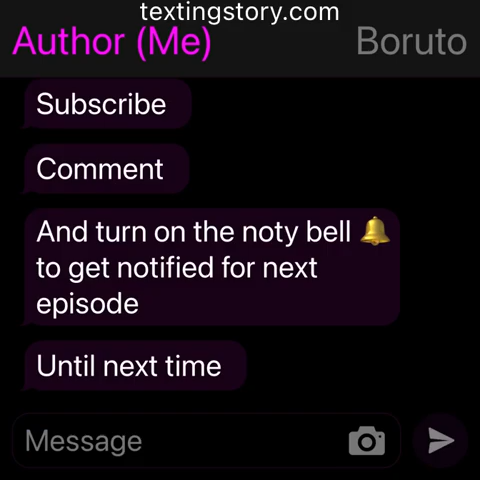 textingstory.com
Author (Me) Boruto
Subscribe
Comment
And turn on the noty bell 🔔
to get notified for next
episode
Until next time
Message